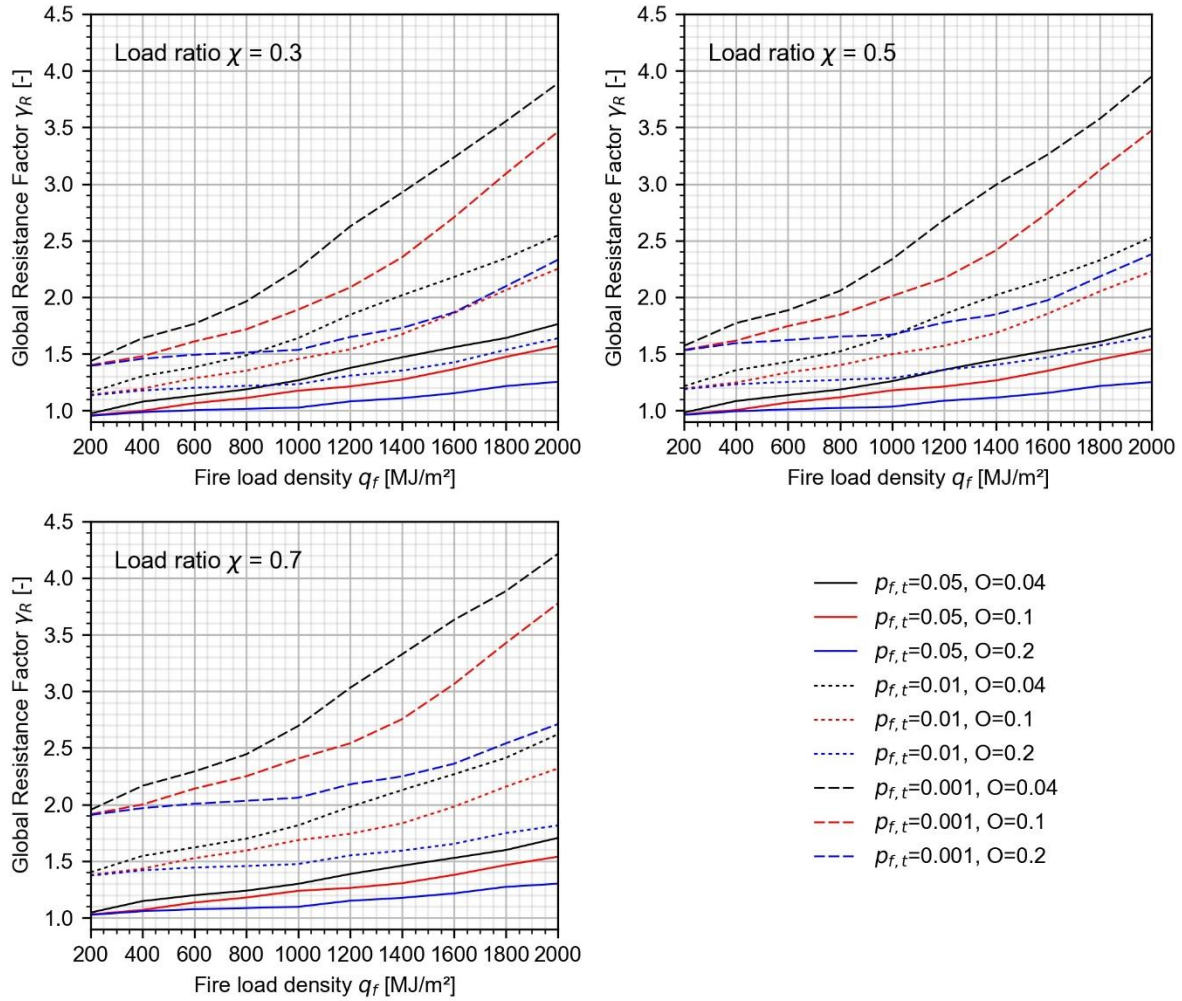 Load ratio χ = 0.3
Global Resistance Factor γR [-]
4.5
4.0
3.5
3.0
2.5
2.0
1.5
1.0
200 400 600 800 1000 1200 1400 1600 1800 2000
Fire load density qf [MJ/m²]
Load ratio χ = 0.5
Global Resistance Factor γR [-]
4.5
4.0
3.5
3.0
2.5
2.0
1.5
1.0
200 400 600 800 1000 1200 1400 1600 1800 2000
Fire load density qf [MJ/m²]
Load ratio χ = 0.7
Global Resistance Factor γR [-]
4.5
4.0
3.5
3.0
2.5
2.0
1.5
1.0
200 400 600 800 1000 1200 1400 1600 1800 2000
Fire load density qf [MJ/m²]
pf,t=0.05, O=0.04
pf,t=0.05, O=0.1
pf,t=0.05, O=0.2
pf,t=0.01, O=0.04
pf,t=0.01, O=0.1
pf,t=0.01, O=0.2
pf,t=0.001, O=0.04
pf,t=0.001, O=0.1
pf,t=0.001, O=0.2